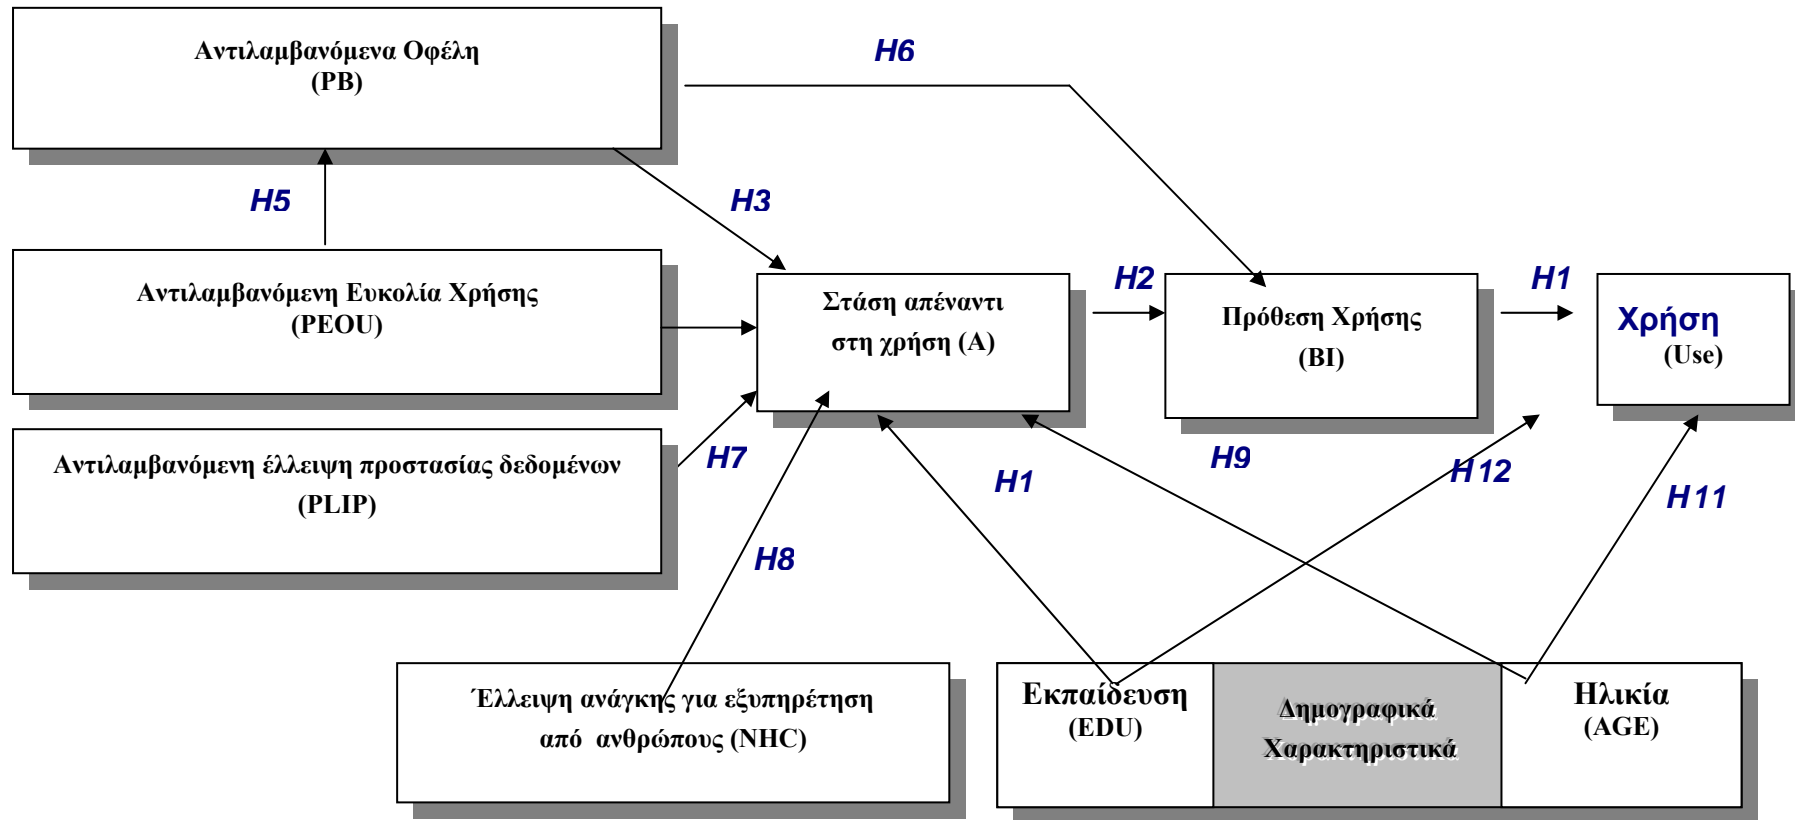 Αντιλαμβανόμενα Οφέλη
(PB)
H6
H5
H3
Αντιλαμβανόμενη Ευκολία Χρήσης
(PEOU)
Στάση απέναντι
στη χρήση (A)
H2
Πρόθεση Χρήσης
(BI)
H1
Χρήση
(Use)
Αντιλαμβανόμενη έλλειψη προστασίας δεδομένων
(PLIP)
H7
H1
H9
H12
H11
H8
Έλλειψη ανάγκης για εξυπηρέτηση
από ανθρώπους (NHC)
Εκπαίδευση
(EDU)
Δημογραφικά
Χαρακτηριστικά
Ηλικία
(AGE)